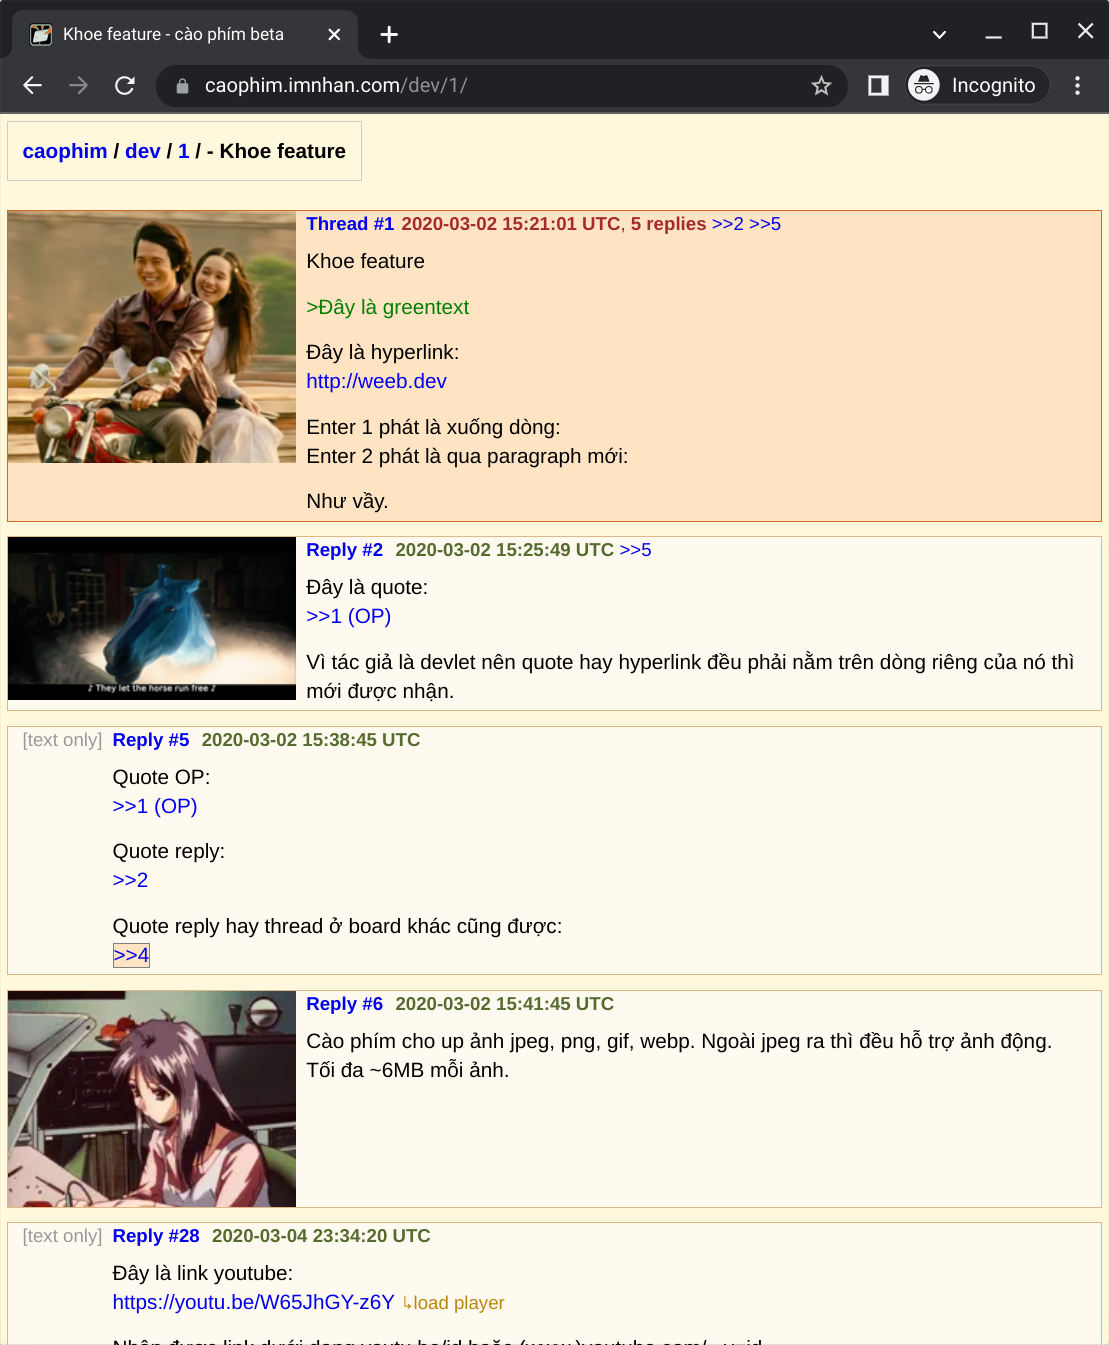 Khoe feature - cào phím beta
caophim.imnhan.com/dev/1/
Incognito
caophim / dev / 1 / - Khoe feature
Thread #1 2020-03-02 15:21:01 UTC, 5 replies >>2 >>5
Khoe feature
>Đây là greentext
Đây là hyperlink:
http://weeb.dev
Enter 1 phát là xuống dòng:
Enter 2 phát là qua paragraph mới:
Như vầy.
Reply #2 2020-03-02 15:25:49 UTC >>5
Đây là quote:
>>1 (OP)
Vì tác giả là devlet nên quote hay hyperlink đều phải nằm trên dòng riêng của nó thì
mới được nhận.
♪ They let the horse run free ♪
[text only] Reply #5 2020-03-02 15:38:45 UTC
Quote OP:
>>1 (OP)
Quote reply:
>>2
Quote reply hay thread ở board khác cũng được:
>>4
Reply #6 2020-03-02 15:41:45 UTC
Cào phím cho up ảnh jpeg, png, gif, webp. Ngoài jpeg ra thì đều hỗ trợ ảnh động.
Tối đa ~6MB mỗi ảnh.
[text only] Reply #28 2020-03-04 23:34:20 UTC
Đây là link youtube:
https://youtu.be/W65JhGY-z6Y ↳load player